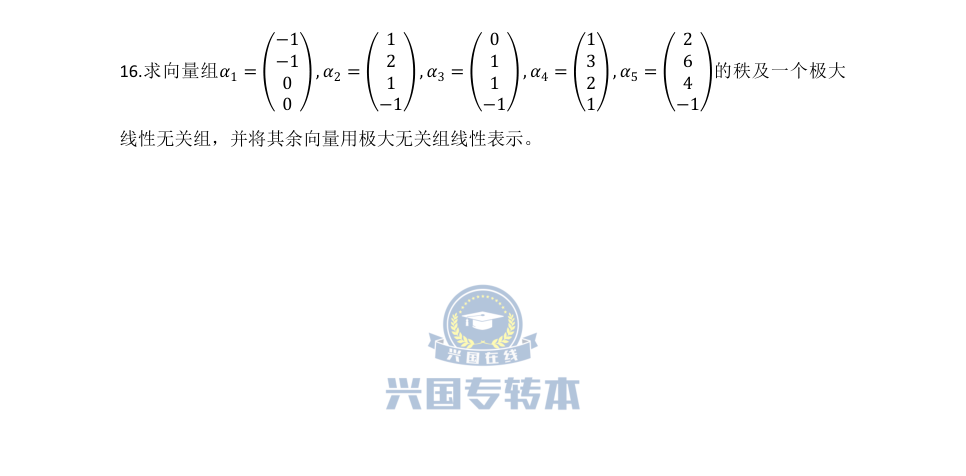 16.求向量组α₁ = (−1 −1 0 0), α₂ = (1 2 1 −1), α₃ = (0 1 1 −1), α₄ = (1 3 2 1), α₅ = (2 6 4 −1)的秩及一个极大
线性无关组，并将其余向量用极大无关组线性表示。
兴国在线
兴国专转本